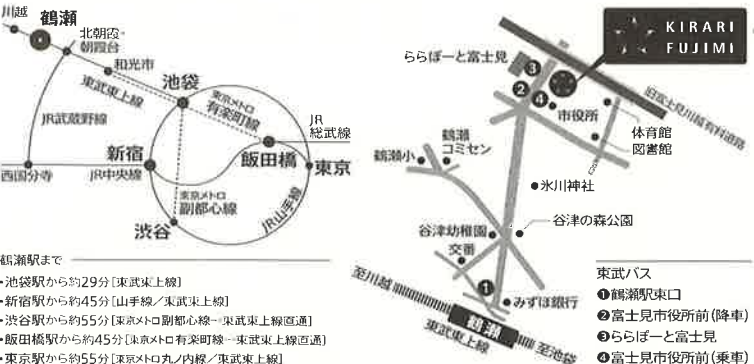 川越
鶴瀬
北朝霞・
朝霞台
和光市
東武東上線
池袋
東京メトロ
有楽町線
JR
総武線
JR武蔵野線
新宿
飯田橋
東京
西国分寺
JR中央線
東京メトロ
副都心線
JR山手線
渋谷
鶴瀬駅まで
・池袋駅から約29分[東武東上線]
・新宿駅から約45分[山手線/東武東上線]
・渋谷駅から約55分[東京メトロ副都心線→東武東上線直通]
・飯田橋駅から約45分[東京メトロ有楽町線→東武東上線直通]
・東京駅から約55分[東京メトロ丸ノ内線/東武東上線]
KIRARI
FUJIMI
ららぽーと富士見
❸
❷
❹
市役所
旧富士見川越有料道路
体育館
図書館
鶴瀬
コミセン
鶴瀬小
氷川神社
谷津の森公園
谷津幼稚園
交番
❶
みずほ銀行
至川越
鶴瀬
東武東上線
至池袋
東武バス
❶鶴瀬駅東口
❷富士見市役所前(降車)
❸ららぽーと富士見
❹富士見市役所前(乗車)